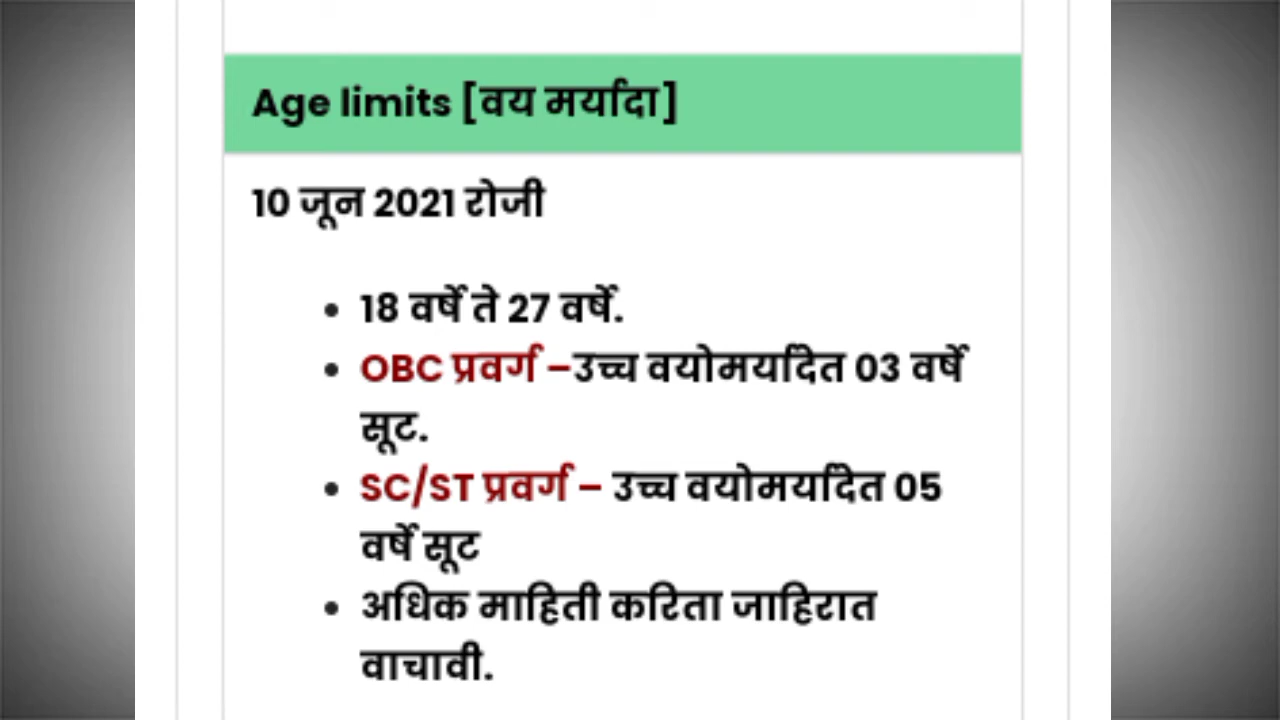 Age limits [वय मर्यादा]
10 जून 2021 रोजी
18 वर्षे ते 27 वर्षे.
OBC प्रवर्ग –उच्च वयोमर्यादेत 03 वर्षे
सूट.
SC/ST प्रवर्ग – उच्च वयोमर्यादेत 05
वर्षे सूट
अधिक माहिती करिता जाहिरात
वाचावी.